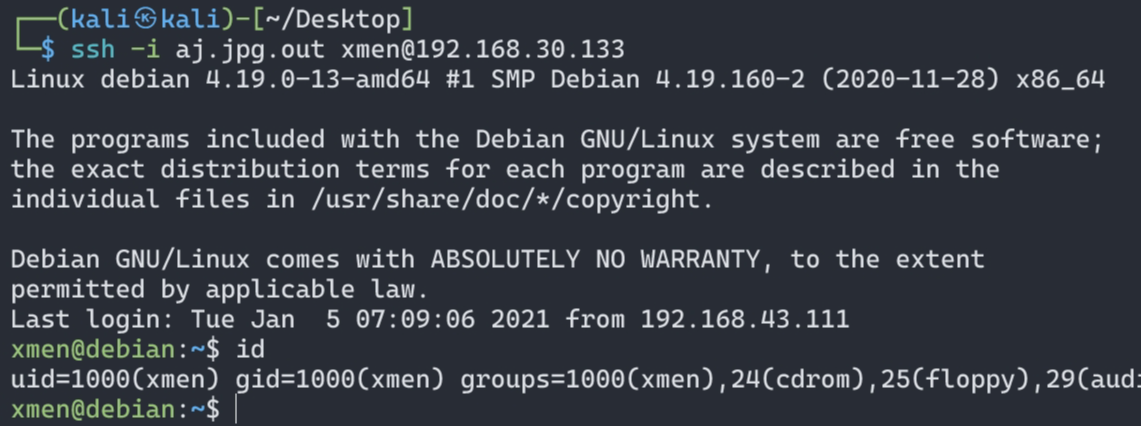 ┌──(kali㉿kali)-[~/Desktop]
└─$ ssh -i aj.jpg.out xmen@192.168.30.133
Linux debian 4.19.0-13-amd64 #1 SMP Debian 4.19.160-2 (2020-11-28) x86_64
The programs included with the Debian GNU/Linux system are free software;
the exact distribution terms for each program are described in the
individual files in /usr/share/doc/*/copyright.
Debian GNU/Linux comes with ABSOLUTELY NO WARRANTY, to the extent
permitted by applicable law.
Last login: Tue Jan  5 07:09:06 2021 from 192.168.43.111
xmen@debian:~$ id
uid=1000(xmen) gid=1000(xmen) groups=1000(xmen),24(cdrom),25(floppy),29(aud
xmen@debian:~$